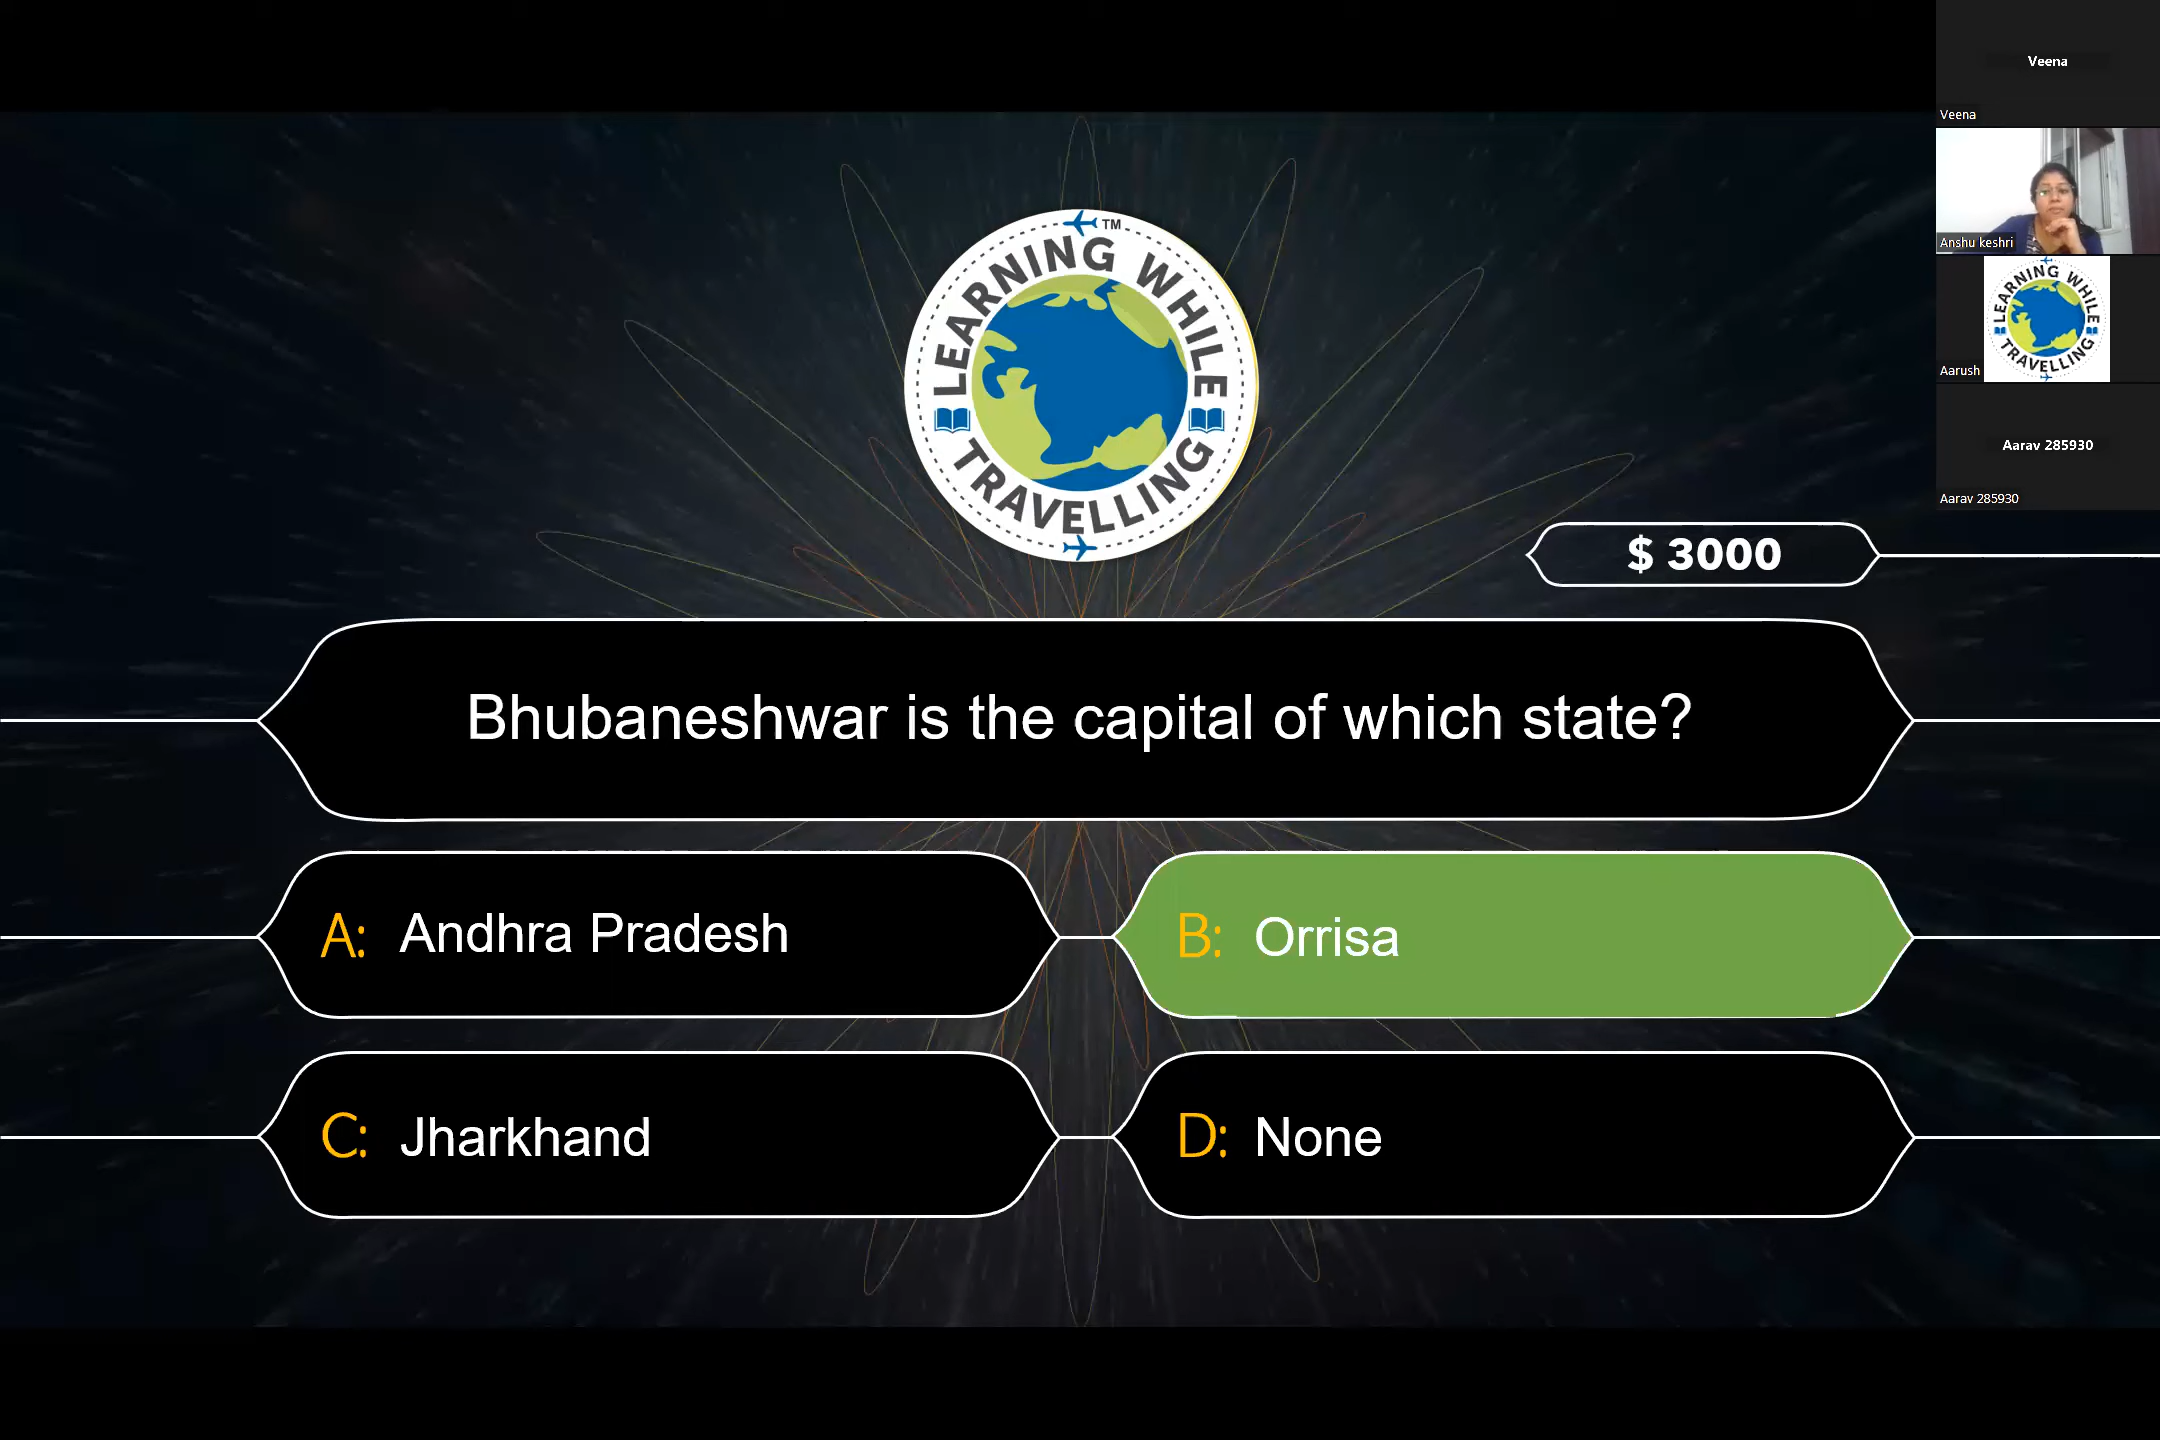 Veena
Veena
Anshu keshri
LEARNING WHILE
TRAVELLING
Aarush
Aarav 285930
Aarav 285930
TM
LEARNING WHILE
TRAVELLING
$ 3000
Bhubaneshwar is the capital of which state?
A: Andhra Pradesh
B: Orrisa
C: Jharkhand
D: None